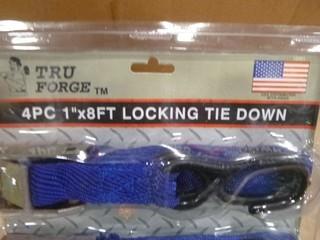 TRU
FORGE™
4PC 1"x8FT LOCKING TIE DOWN